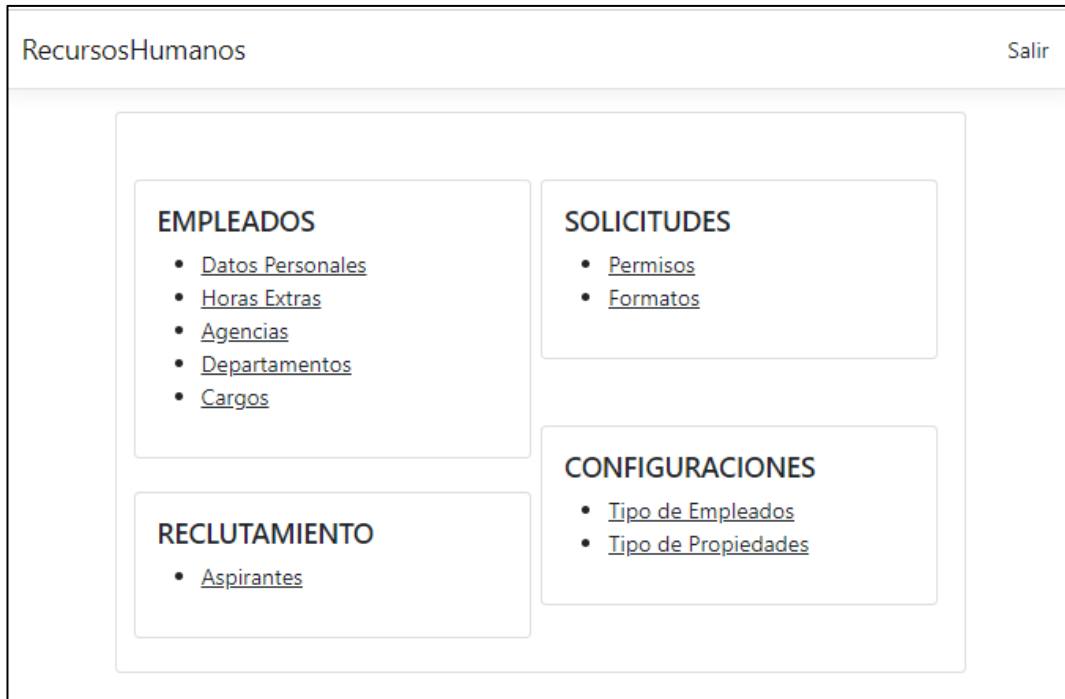 RecursosHumanos
Salir
EMPLEADOS
Datos Personales
Horas Extras
Agencias
Departamentos
Cargos
RECLUTAMIENTO
Aspirantes
SOLICITUDES
Permisos
Formatos
CONFIGURACIONES
Tipo de Empleados
Tipo de Propiedades